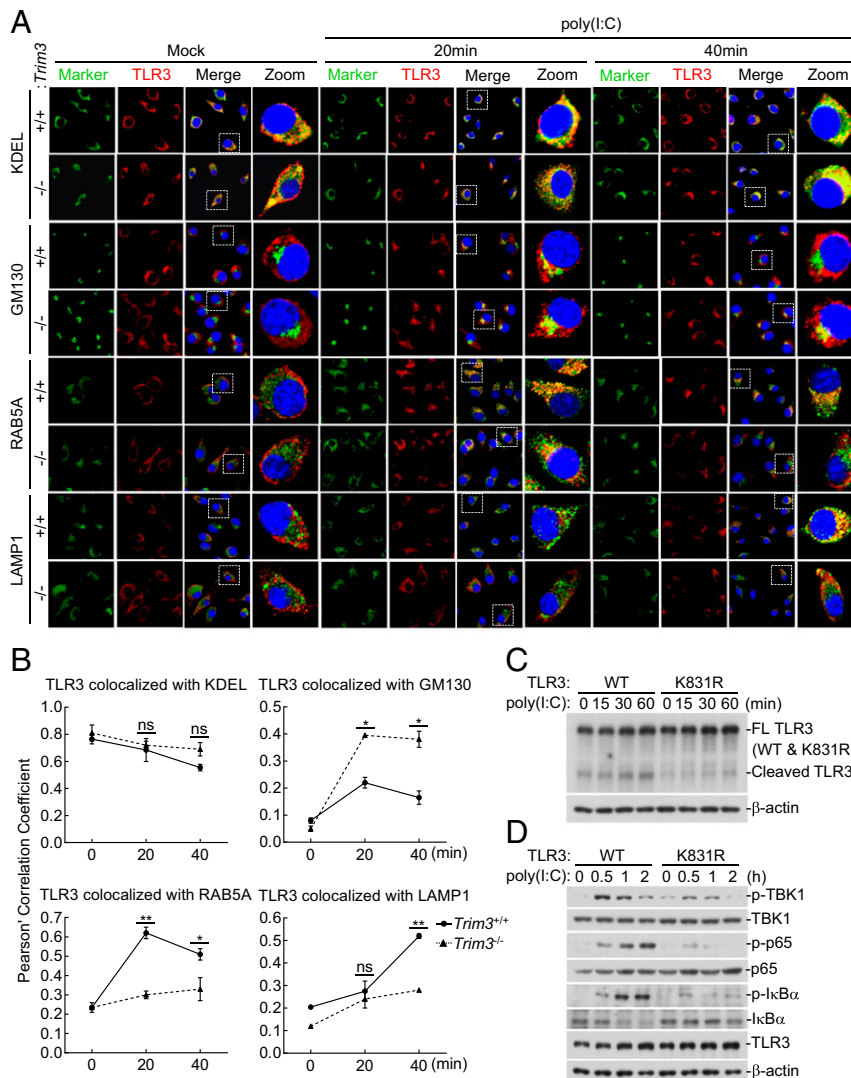 A
poly(I:C)
Mock 20min 40min
:Trim3
Marker TLR3 Merge Zoom Marker TLR3 Merge Zoom Marker TLR3 Merge Zoom
KDEL
+/+
-/-
GM130
+/+
-/-
RAB5A
+/+
-/-
LAMP1
+/+
-/-
B
Pearson' Correlation Coefficient
TLR3 colocalized with KDEL
1.0
0.8
0.6
0.4
0.2
0.0
ns ns
0 20 40
TLR3 colocalized with GM130
0.5
0.4
0.3
0.2
0.1
0.0
* *
0 20 40 (min)
TLR3 colocalized with RAB5A
0.7
0.6
0.5
0.4
0.3
0.2
0.1
0.0
** *
0 20 40
TLR3 colocalized with LAMP1
0.6
0.5
0.4
0.3
0.2
0.1
0.0
ns **
Trim3+/+
Trim3-/-
0 20 40 (min)
C
TLR3: WT K831R
poly(I:C): 0 15 30 60 0 15 30 60 (min)
-FL TLR3
(WT & K831R
-Cleaved TLR3
-β-actin
D
TLR3: WT K831R
poly(I:C): 0 0.5 1 2 0 0.5 1 2 (h)
-p-TBK1
-TBK1
-p-p65
-p65
-p-IκBα
-IκBα
-TLR3
-β-actin